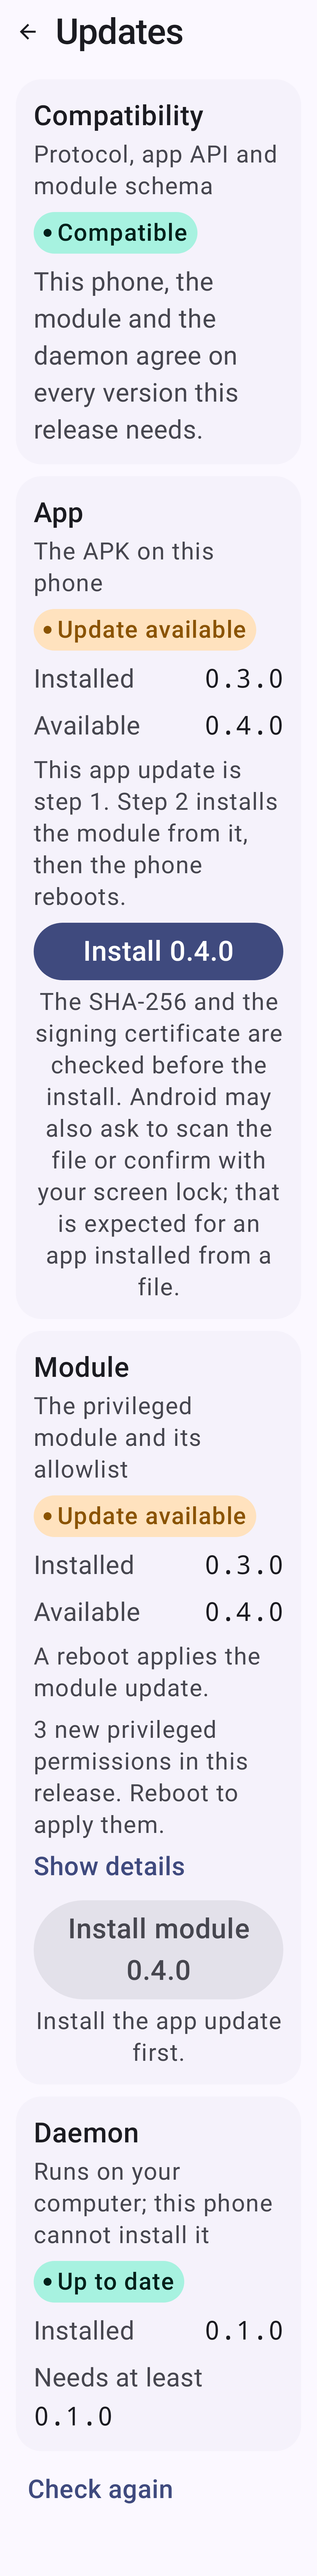 Updates
Compatibility
Protocol, app API and
module schema
• Compatible
This phone, the
module and the
daemon agree on
every version this
release needs.
App
The APK on this
phone
• Update available
Installed 0.3.0
Available 0.4.0
This app update is
step 1. Step 2 installs
the module from it,
then the phone
reboots.
Install 0.4.0
The SHA-256 and the
signing certificate are
checked before the
install. Android may
also ask to scan the
file or confirm with
your screen lock; that
is expected for an
app installed from a
file.
Module
The privileged
module and its
allowlist
• Update available
Installed 0.3.0
Available 0.4.0
A reboot applies the
module update.
3 new privileged
permissions in this
release. Reboot to
apply them.
Show details
Install module
0.4.0
Install the app update
first.
Daemon
Runs on your
computer; this phone
cannot install it
• Up to date
Installed 0.1.0
Needs at least
0.1.0
Check again